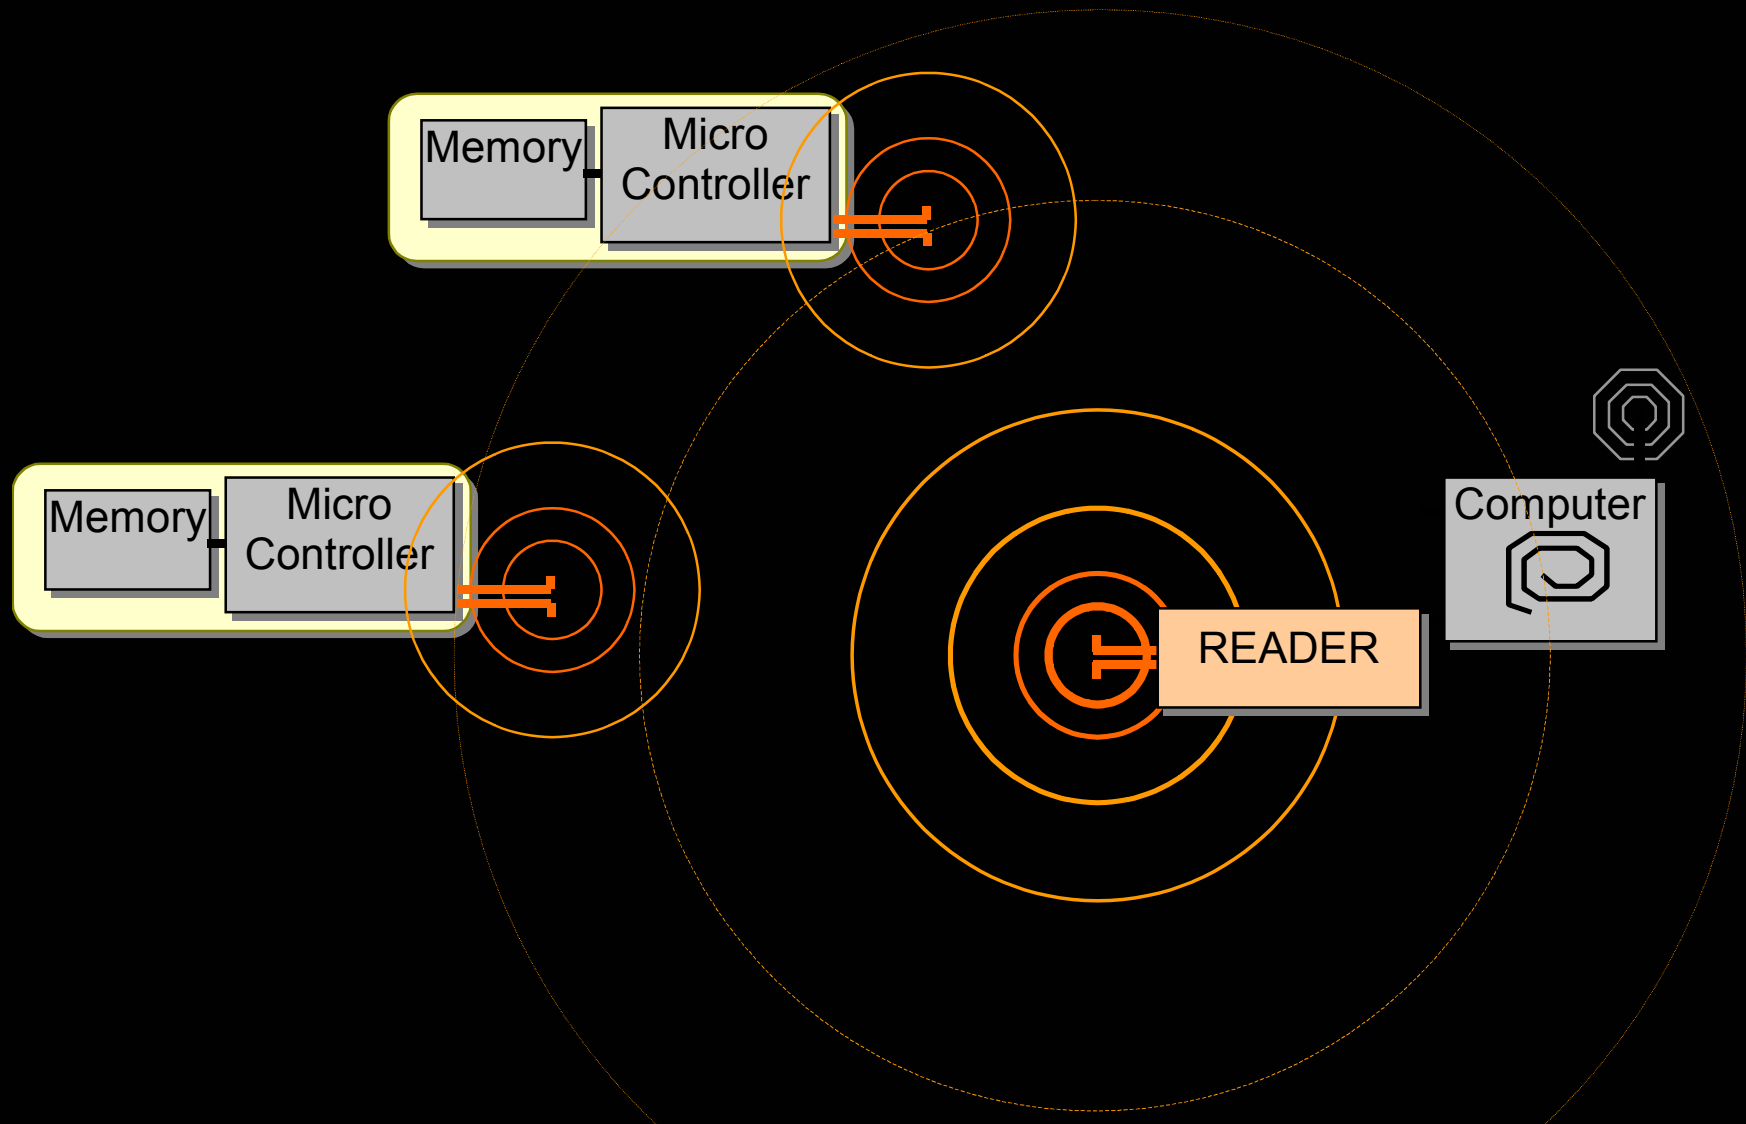 Memory
Micro
Controller
Memory
Micro
Controller
Computer
READER